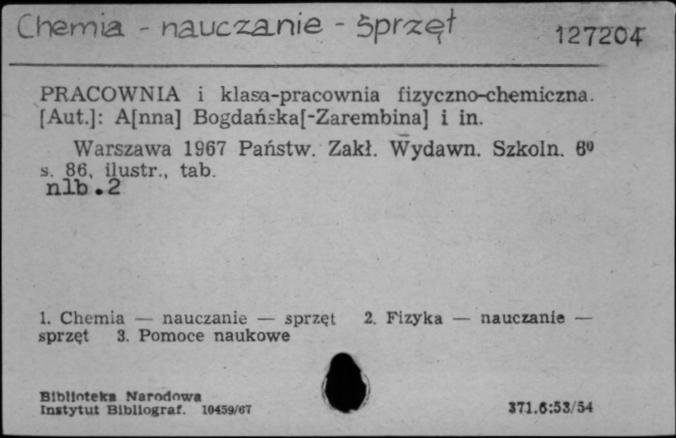 Chemia - nauczanie - sprzęt
127204
PRACOWNIA i klasa-pracownia fizyczno-chemiczna.
[Aut.]: A[nna] Bogdańska[-Zarembina] i in.
Warszawa 1967 Państw. Zakł. Wydawn. Szkoln. 8⁰
s. 86, ilustr., tab.
nlb.2
1. Chemia — nauczanie — sprzęt 2. Fizyka — nauczanie —
sprzęt 3. Pomoce naukowe
Biblioteka Narodowa
Instytut Bibliograf. 10459/67
371.6:53/54